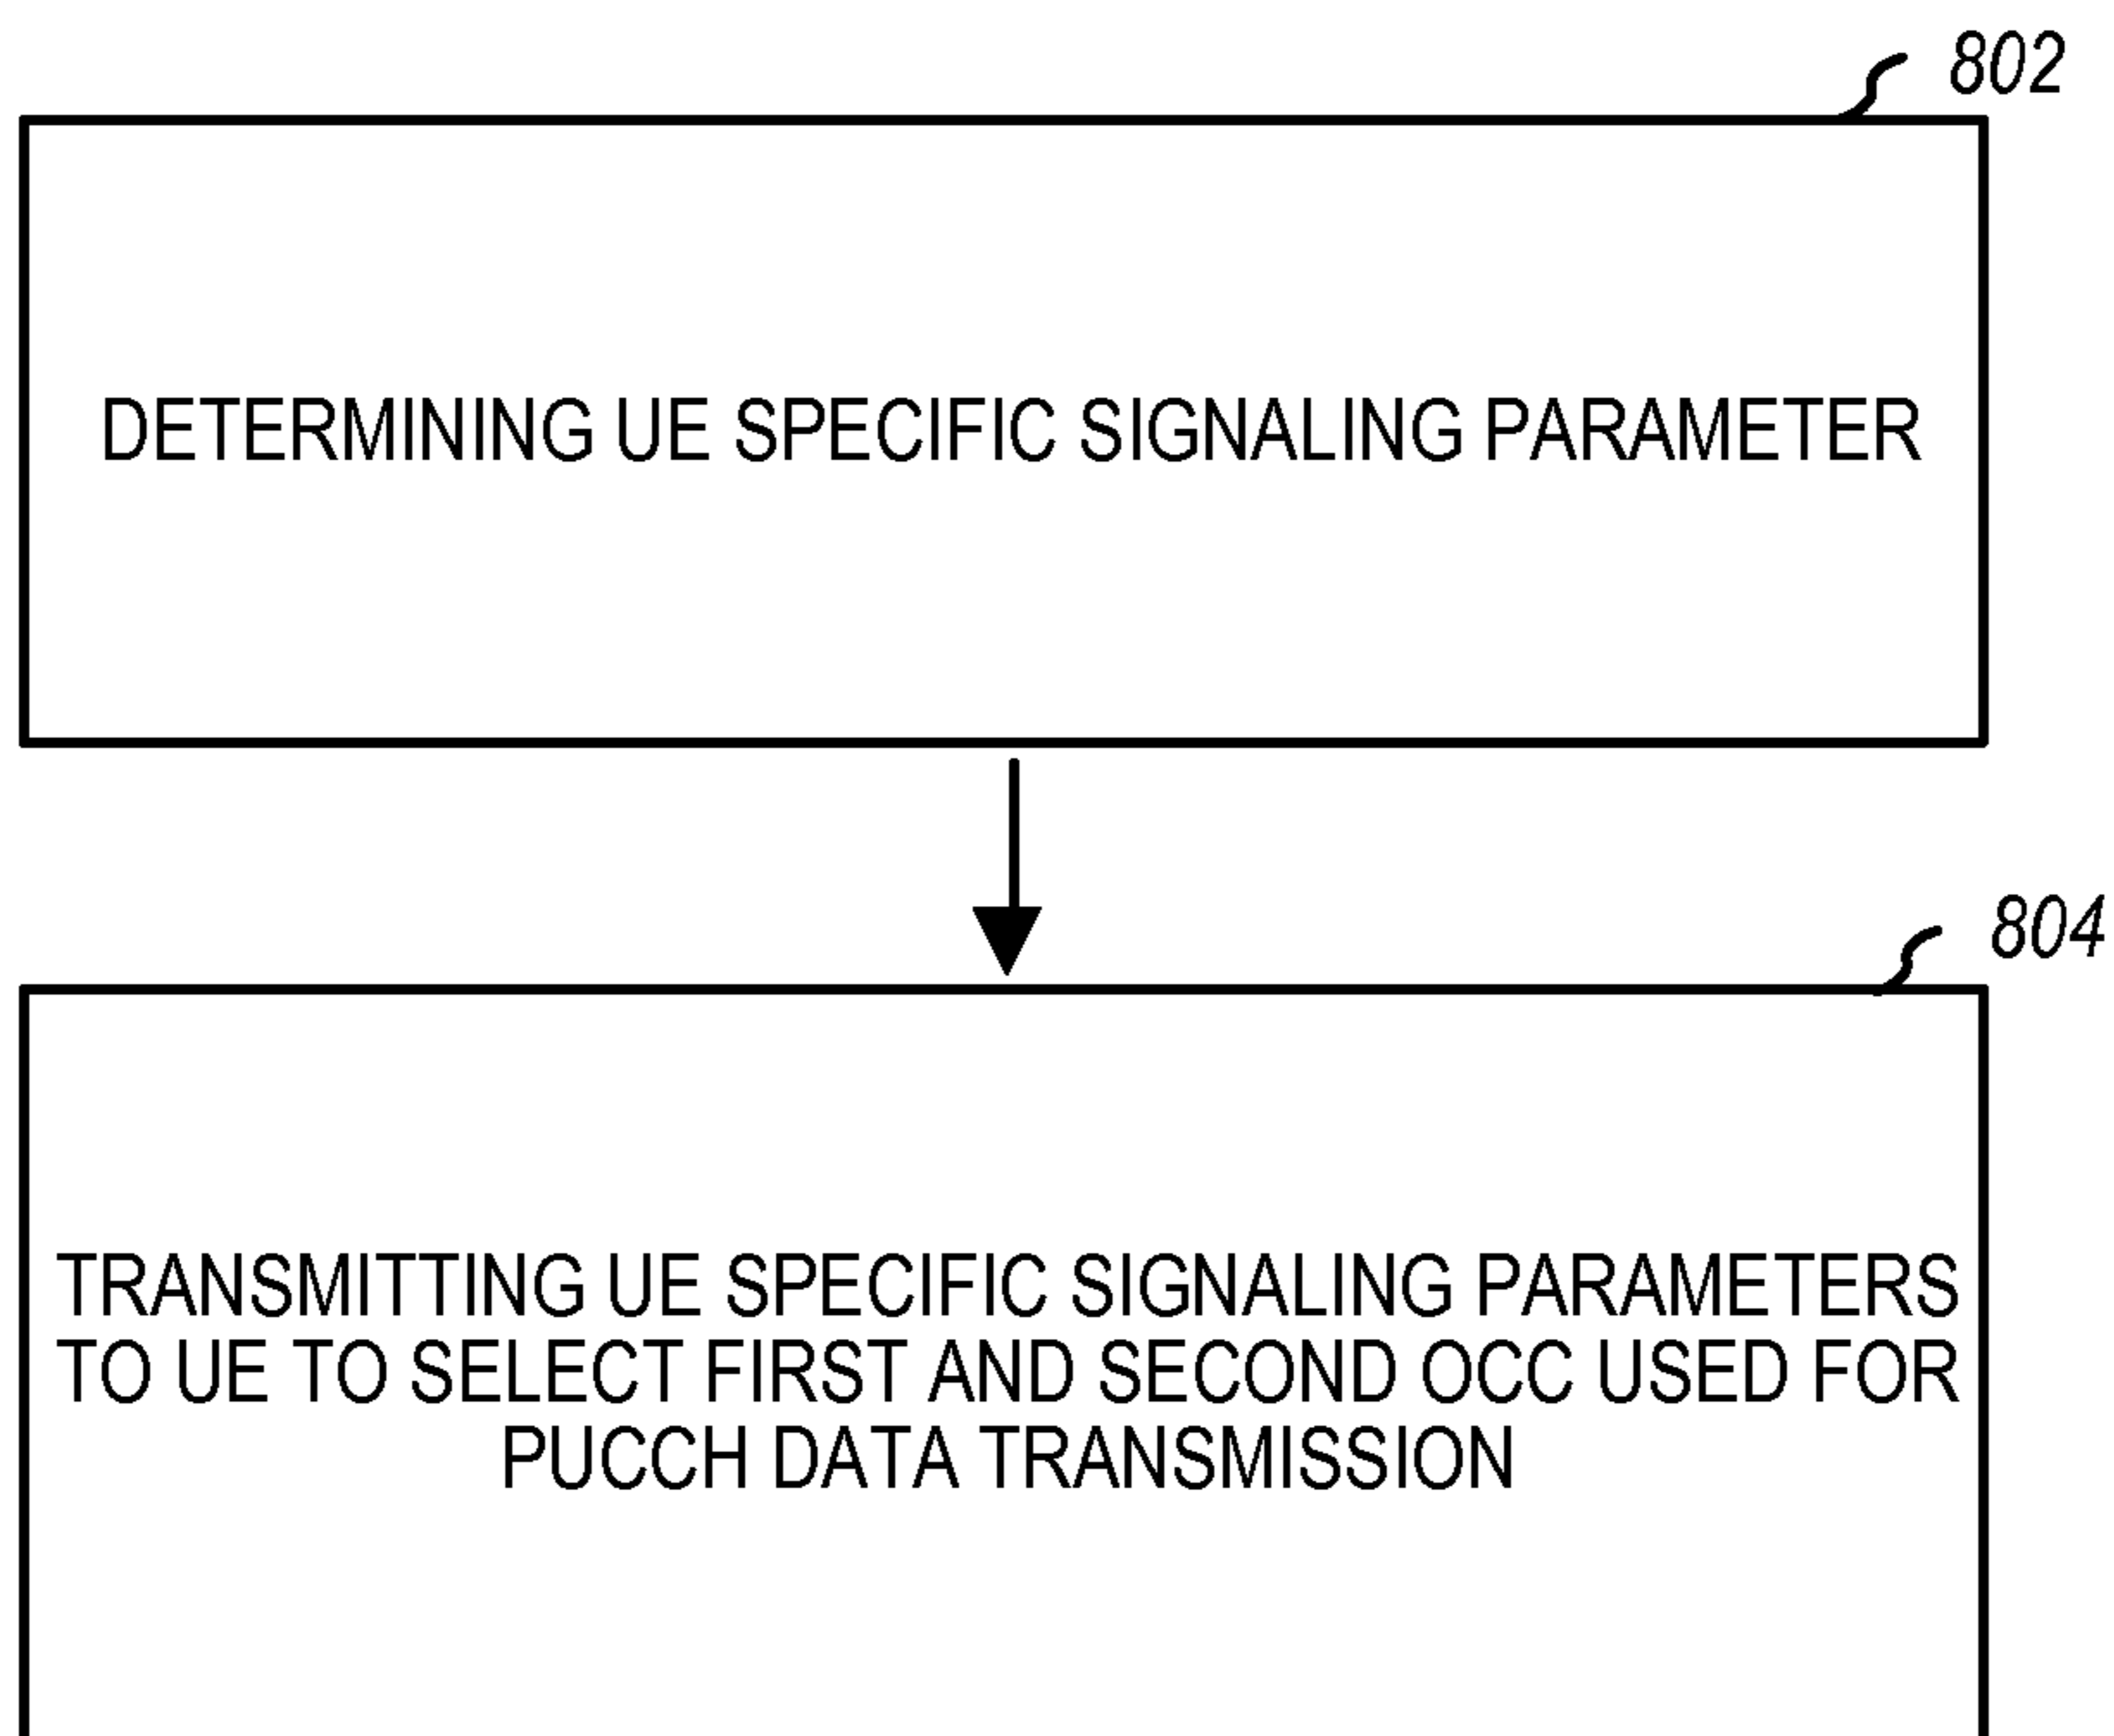 802
DETERMINING UE SPECIFIC SIGNALING PARAMETER
804
TRANSMITTING UE SPECIFIC SIGNALING PARAMETERS
TO UE TO SELECT FIRST AND SECOND OCC USED FOR
PUCCH DATA TRANSMISSION